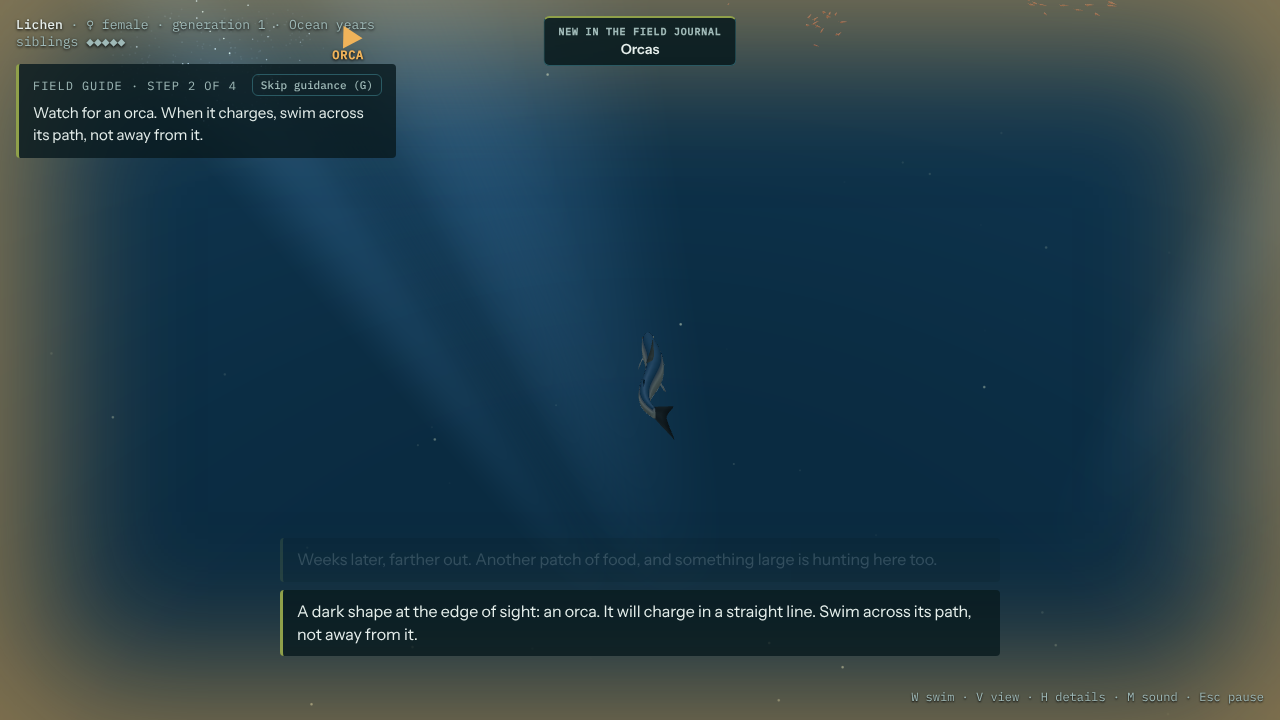 Lichen · ♀ female · generation 1 · Ocean years
siblings ◆◆◆◆◆
ORCA
NEW IN THE FIELD JOURNAL
Orcas
FIELD GUIDE · STEP 2 OF 4
Skip guidance (G)
Watch for an orca. When it charges, swim across
its path, not away from it.
Weeks later, farther out. Another patch of food, and something large is hunting here too.
A dark shape at the edge of sight: an orca. It will charge in a straight line. Swim across its path,
not away from it.
W swim · V view · H details · M sound · Esc pause